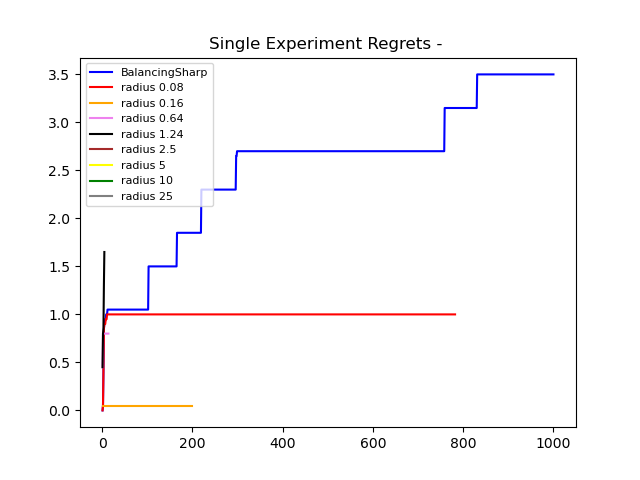 Single Experiment Regrets -
BalancingSharp
radius 0.08
radius 0.16
radius 0.64
radius 1.24
radius 2.5
radius 5
radius 10
radius 25
3.5
3.0
2.5
2.0
1.5
1.0
0.5
0.0
0 200 400 600 800 1000